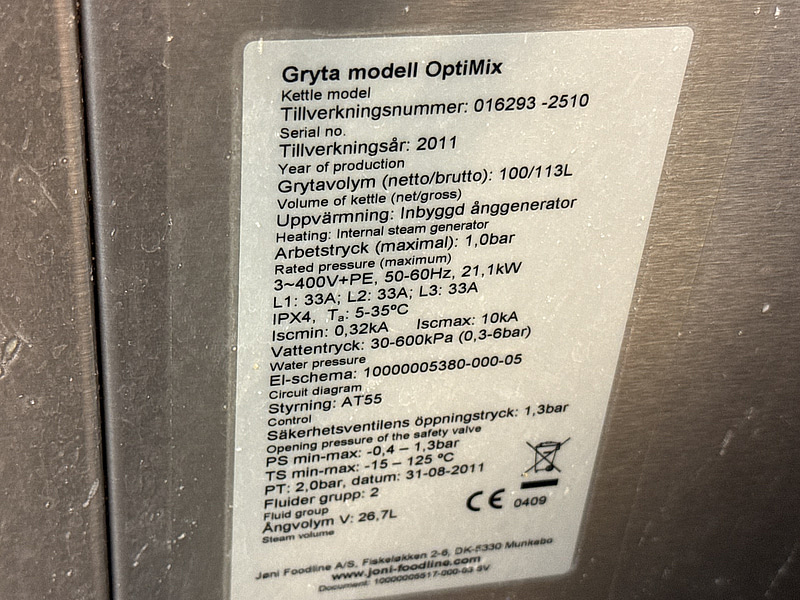 Gryta modell OptiMix
Kettle model
Tillverkningsnummer: 016293 -2510
Serial no.
Tillverkningsår: 2011
Year of production
Grytavolym (netto/brutto): 100/113L
Volume of kettle (net/gross)
Uppvärmning: Inbyggd ånggenerator
Heating: Internal steam generator
Arbetstryck (maximal): 1,0bar
Rated pressure (maximum)
3~400V+PE, 50-60Hz, 21,1kW
L1: 33A; L2: 33A; L3: 33A
IPX4, Ta: 5-35ºC
Iscmin: 0,32kA Iscmax: 10kA
Vattentryck: 30-600kPa (0,3-6bar)
Water pressure
El-schema: 10000005380-000-05
Circuit diagram
Styrning: AT55
Control
Säkerhetsventilens öppningstryck: 1,3bar
Opening pressure of the safety valve
PS min-max: -0,4 – 1,3bar
TS min-max: -15 – 125 ºC
PT: 2,0bar, datum: 31-08-2011
Fluider grupp: 2
Fluid group
CE 0409
Ångvolym V: 26,7L
Steam volume
Jøni Foodline A/S, Fiskeløkken 2-6, DK-5330 Munkebo
www.joni-foodline.com
Document: